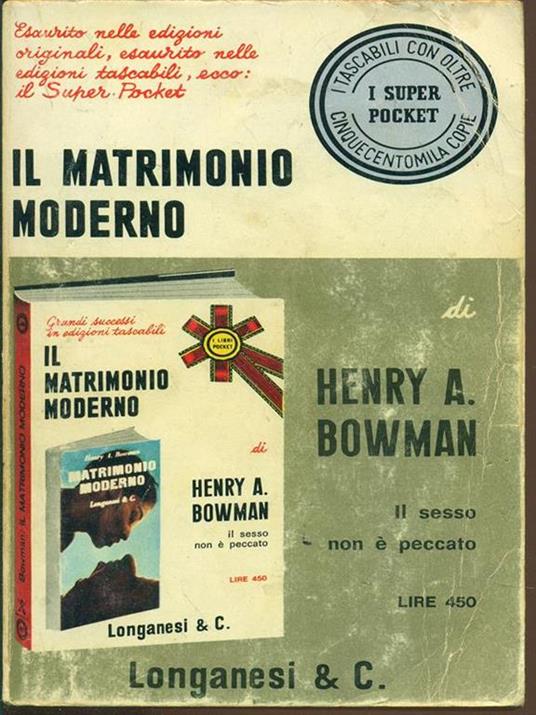 Esaurito nelle edizioni
originali, esaurito nelle
edizioni tascabili, ecco:
il Super-Pocket
I TASCABILI CON OLTRE
CINQUECENTOMILA COPIE
I SUPER
POCKET
IL MATRIMONIO
MODERNO
di
HENRY A.
BOWMAN
Il sesso
non è peccato
LIRE 450
Grandi successi
in edizioni tascabili
I LIBRI
POCKET
IL
MATRIMONIO
MODERNO
di
HENRY A.
BOWMAN
il sesso
non è peccato
LIRE 450
Longanesi & C.
Bowman: IL MATRIMONIO MODERNO
Henry A. Bowman
MATRIMONIO
MODERNO
Longanesi & C.
Longanesi & C.